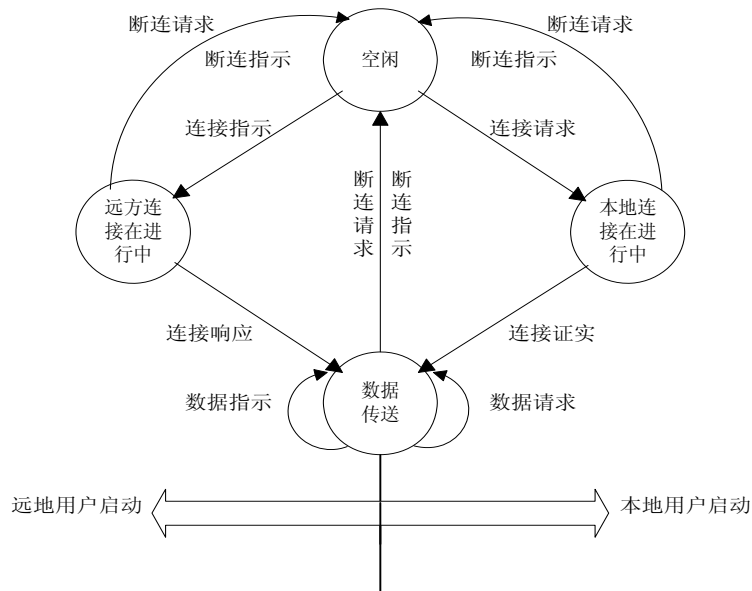 断连请求
断连请求
空闲
断连指示
断连指示
连接指示
连接请求
断连请求
断连指示
远方连
接在进
行中
本地连
接在进
行中
连接响应
连接证实
数据指示
数据
传送
数据请求
远地用户启动
本地用户启动